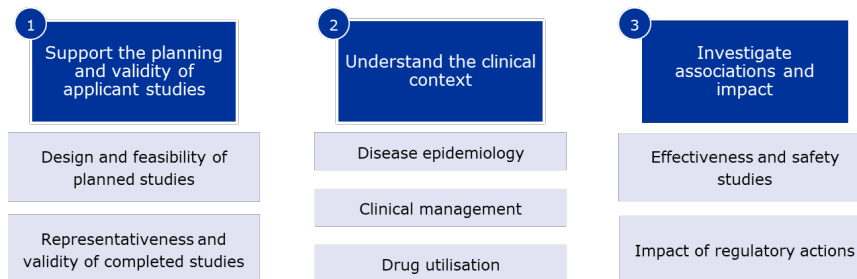 1
Support the planning
and validity of
applicant studies
Design and feasibility of
planned studies
Representativeness and
validity of completed studies
2
Understand the clinical
context
Disease epidemiology
Clinical management
Drug utilisation
3
Investigate
associations and
impact
Effectiveness and safety
studies
Impact of regulatory actions